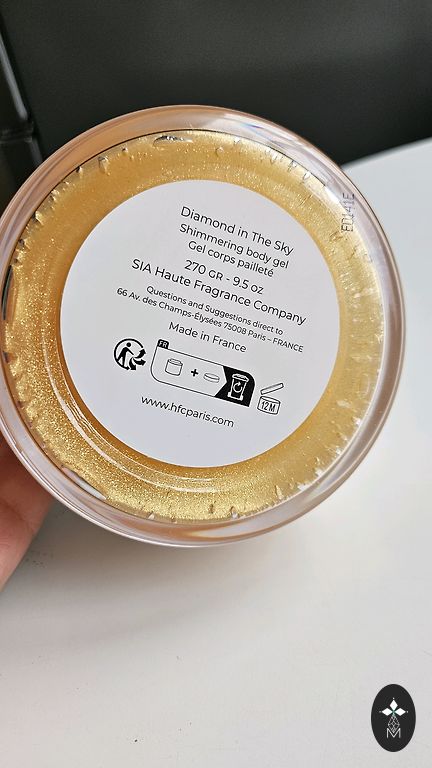 Diamond in The Sky
Shimmering body gel
Gel corps pailleté
270 GR - 9.5 OZ
SIA Haute Fragrance Company
Questions and Suggestions direct to
66 Av. des Champs-Élysées 75008 Paris – FRANCE
Made in France
FR
+
12M
www.hfcparis.com
M